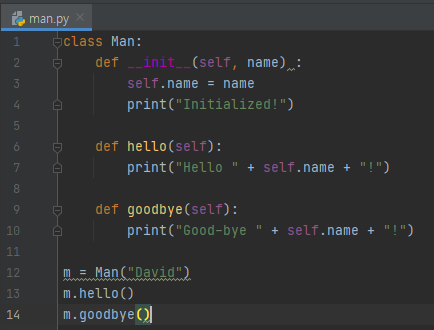 man.py
1 class Man:
2     def __init__(self, name) :
3         self.name = name
4         print("Initialized!")
5
6     def hello(self):
7         print("Hello " + self.name + "!")
8
9     def goodbye(self):
10         print("Good-bye " + self.name + "!")
11
12 m = Man("David")
13 m.hello()
14 m.goodbye()